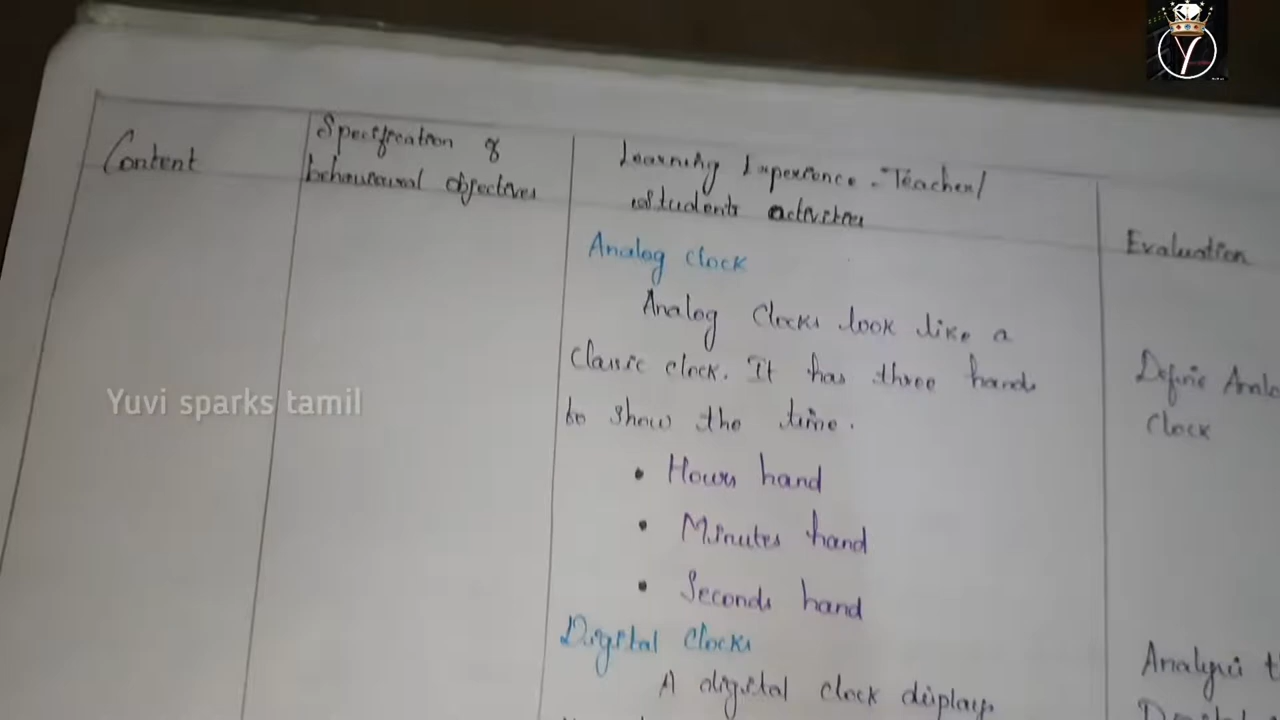 Content
Specification of
behavioural objectives
Learning Experience - Teacher/
students activities
Evaluation
Analog clock
Analog Clocks look like a
classic clock. It has three hands
to show the time.
Define Analo
Clock
• Hours hand
• Minutes hand
• Seconds hand
Digital Clocks
A digital clock displays
Analysis t
Yuvi sparks tamil
Y